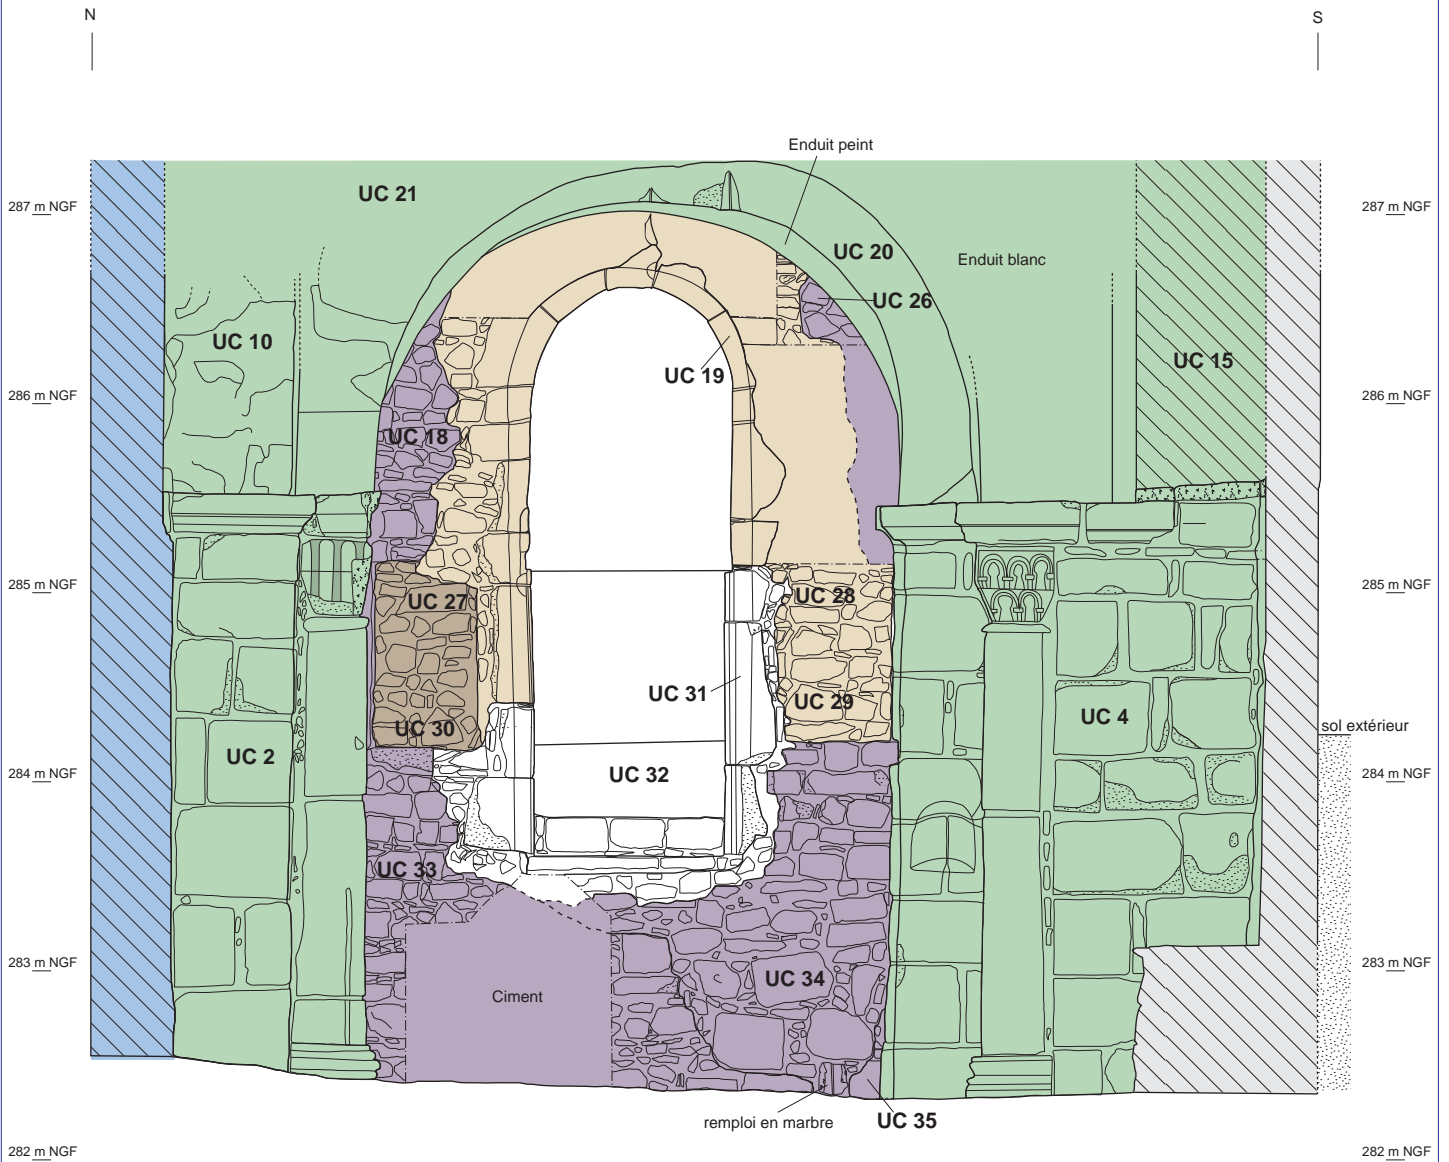 N
S
Enduit peint
UC 21
287 m NGF
287 m NGF
UC 20
Enduit blanc
UC 26
UC 10
UC 15
UC 19
286 m NGF
286 m NGF
UC 18
285 m NGF
285 m NGF
UC 27
UC 28
UC 31
UC 29
UC 4
sol extérieur
UC 30
UC 2
UC 32
284 m NGF
284 m NGF
UC 33
283 m NGF
283 m NGF
UC 34
Ciment
remploi en marbre
UC 35
282 m NGF
282 m NGF